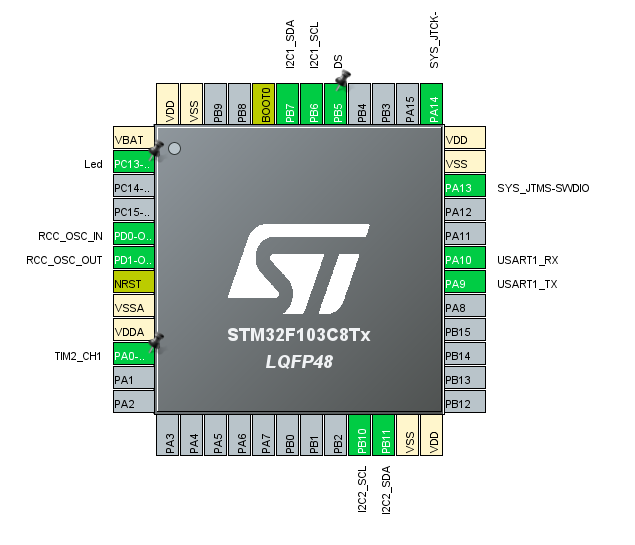 I2C1_SDA
I2C1_SCL
DS
SYS_JTCK-
VDD
VSS
PB9
PB8
BOOT0
PB7
PB6
PB5
PB4
PB3
PA15
PA14
VBAT
Led
PC13-..
PC14-..
PC15-..
RCC_OSC_IN
PD0-O..
RCC_OSC_OUT
PD1-O..
NRST
VSSA
VDDA
TIM2_CH1
PA0-..
PA1
PA2
VDD
VSS
PA13
SYS_JTMS-SWDIO
PA12
PA11
PA10
USART1_RX
PA9
USART1_TX
PA8
PB15
PB14
PB13
PB12
STM32F103C8Tx
LQFP48
PA3
PA4
PA5
PA6
PA7
PB0
PB1
PB2
PB10
PB11
VSS
VDD
I2C2_SCL
I2C2_SDA